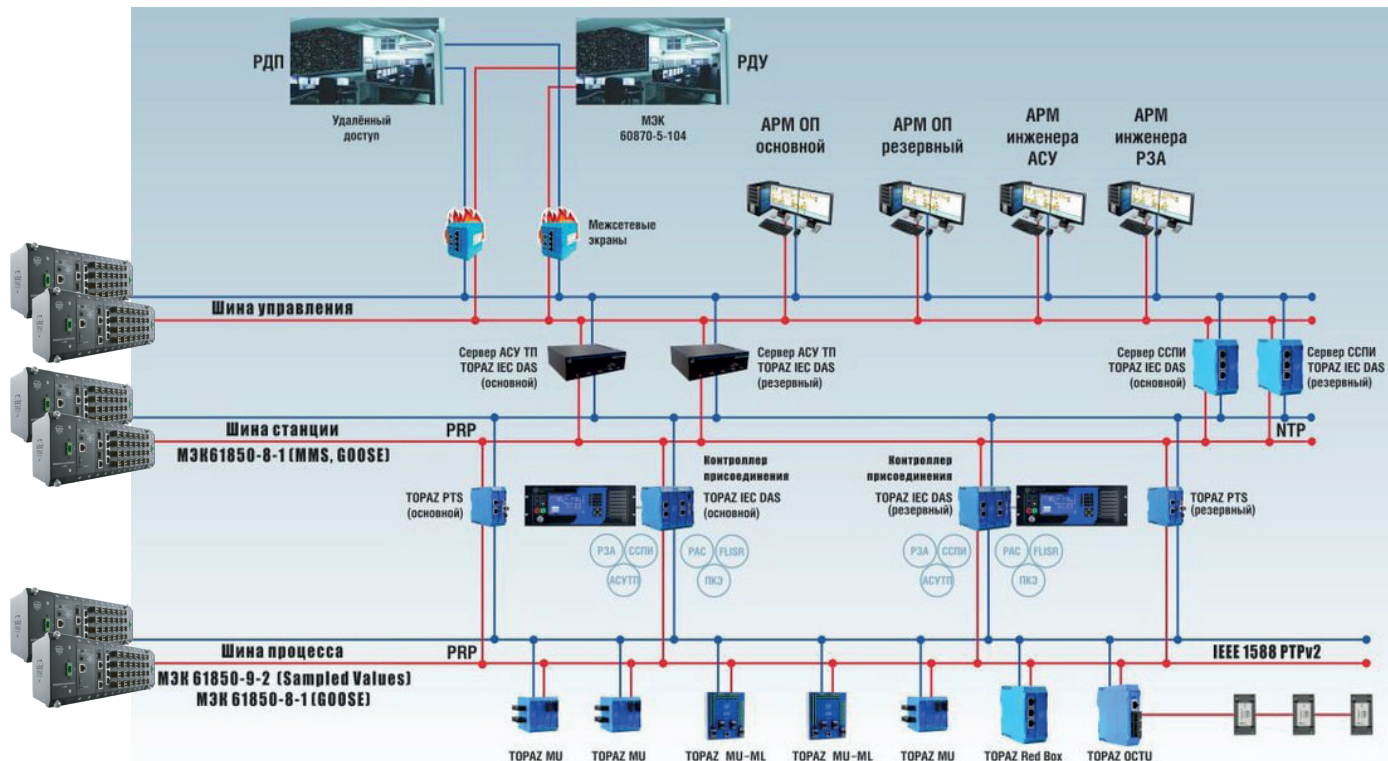 РДП
РДУ
Удалённый
доступ
МЭК
60870-5-104
АРМ ОП
основной
АРМ ОП
резервный
АРМ
инженера
АСУ
АРМ
инженера
РЗА
Межсетевые
экраны
Шина управления
Сервер АСУ ТП
TOPAZ IEC DAS
(основной)
Сервер АСУ ТП
TOPAZ IEC DAS
(резервный)
Сервер ССПИ
TOPAZ IEC DAS
(основной)
Сервер ССПИ
TOPAZ IEC DAS
(резервный)
Шина станции
PRP
NTP
МЭК61850-8-1 (MMS, GOOSE)
TOPAZ PTS
(основной)
Контроллер
присоединения
TOPAZ IEC DAS
(основной)
Контроллер
присоединения
TOPAZ IEC DAS
(резервный)
TOPAZ PTS
(резервный)
РЗА
ССПИ
АСУТП
РАС
FLISR
ПКЭ
РЗА
ССПИ
АСУТП
РАС
FLISR
ПКЭ
Шина процесса
PRP
IEEE 1588 PTPv2
МЭК 61850-9-2 (Sampled Values)
МЭК 61850-8-1 (GOOSE)
TOPAZ MU
TOPAZ MU
TOPAZ MU-ML
TOPAZ MU-ML
TOPAZ MU
TOPAZ Red Box
TOPAZ OCTU